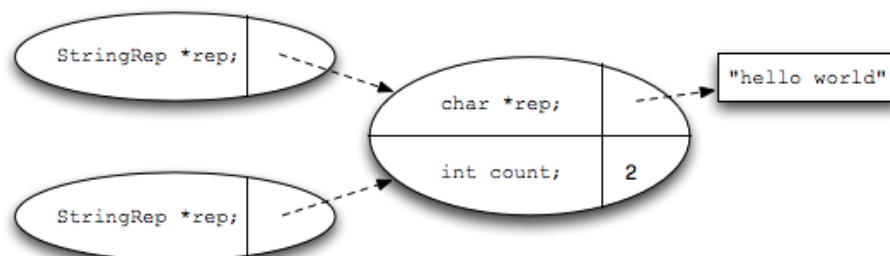 StringRep *rep;
char *rep;
"hello world"
int count;
2
StringRep *rep;